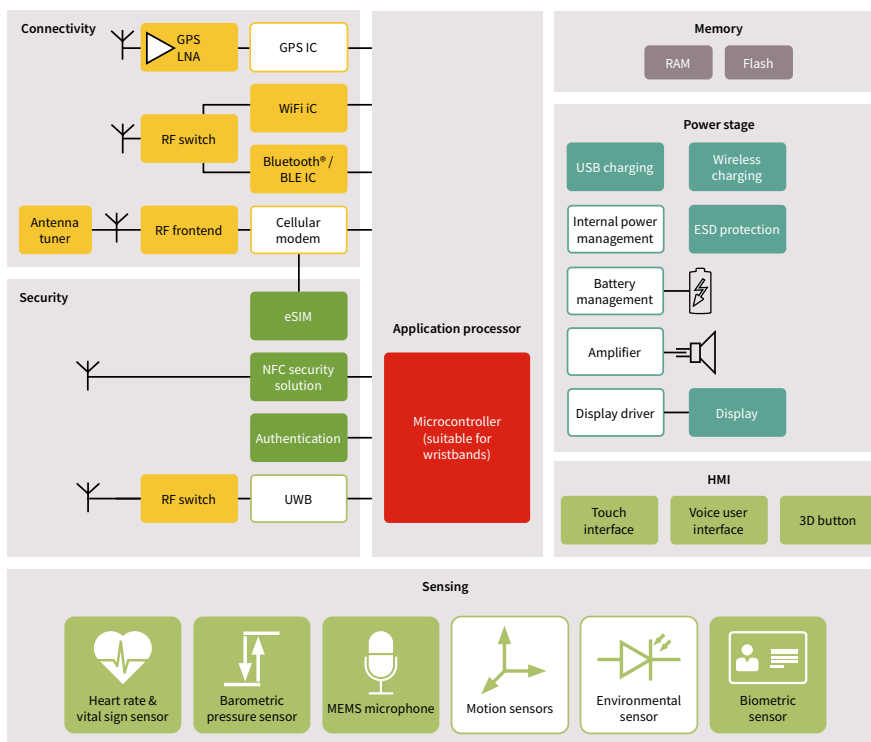 Connectivity
GPS
LNA
GPS IC
WiFi iC
RF switch
Bluetooth® /
BLE IC
Antenna
tuner
RF frontend
Cellular
modem
Security
eSIM
NFC security
solution
Authentication
RF switch
UWB
Application processor
Microcontroller
(suitable for
wristbands)
Memory
RAM
Flash
Power stage
USB charging
Wireless
charging
Internal power
management
ESD protection
Battery
management
Amplifier
Display driver
Display
HMI
Touch
interface
Voice user
interface
3D button
Sensing
Heart rate &
vital sign sensor
Barometric
pressure sensor
MEMS microphone
Motion sensors
Environmental
sensor
Biometric
sensor